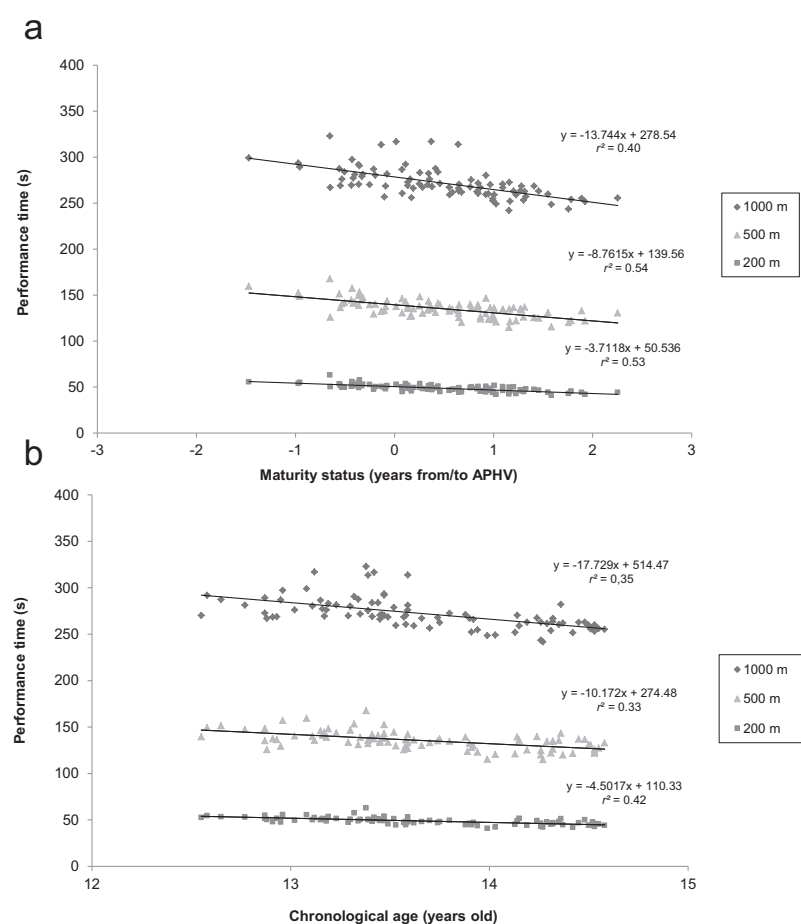 a
400
350
300
250
200
150
100
50
0
Performance time (s)
y = -13.744x + 278.54
r² = 0.40
y = -8.7615x + 139.56
r² = 0.54
y = -3.7118x + 50.536
r² = 0.53
1000 m
500 m
200 m
-3 -2 -1 0 1 2 3
Maturity status (years from/to APHV)
b
400
350
300
250
200
150
100
50
0
Performance time (s)
y = -17.729x + 514.47
r² = 0,35
y = -10.172x + 274.48
r² = 0.33
y = -4.5017x + 110.33
r² = 0.42
1000 m
500 m
200 m
12 13 14 15
Chronological age (years old)